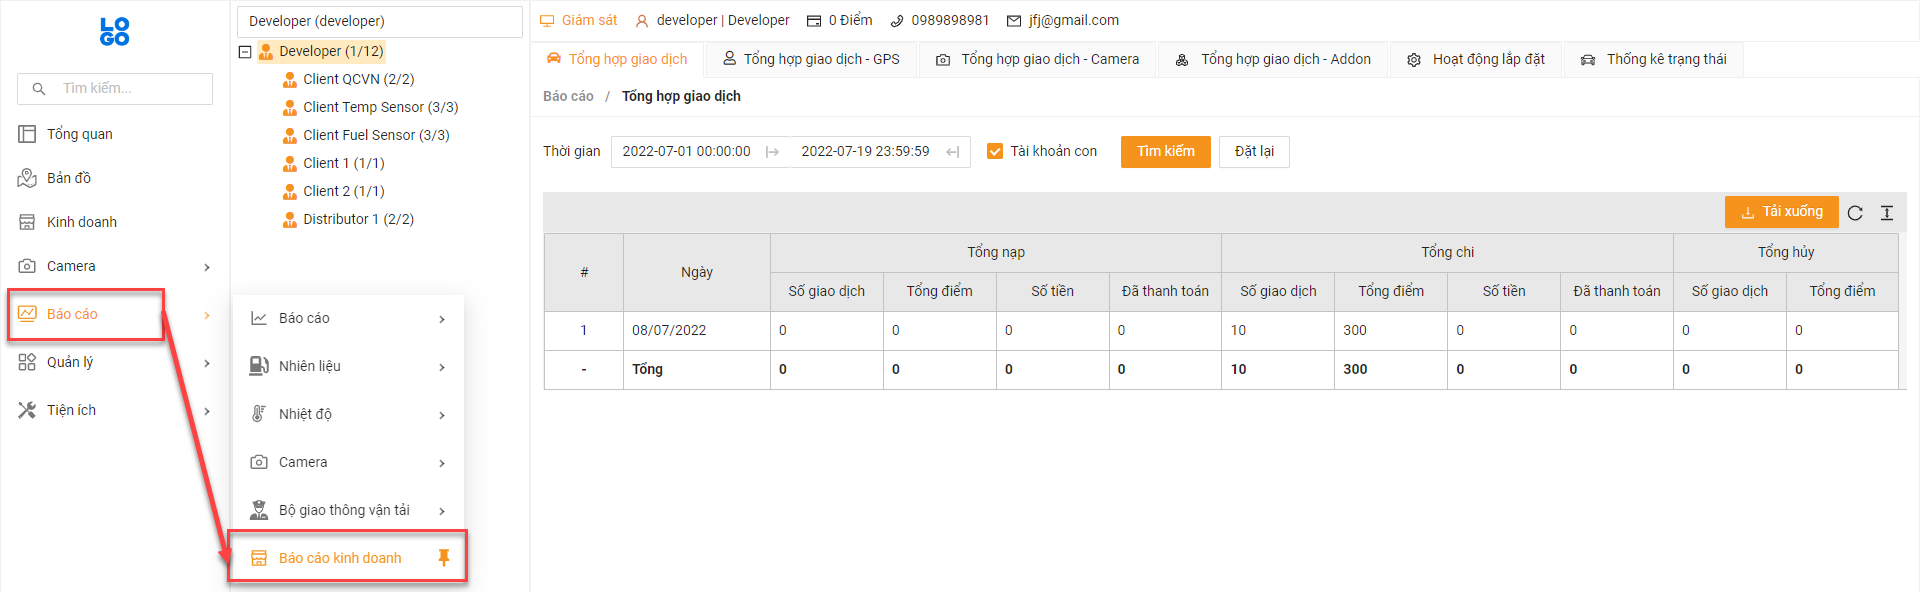 LO
GO
Tìm kiếm...
Tổng quan
Bản đồ
Kinh doanh
Camera
Báo cáo
Quản lý
Tiện ích
Developer (developer)
Developer (1/12)
Client QCVN (2/2)
Client Temp Sensor (3/3)
Client Fuel Sensor (3/3)
Client 1 (1/1)
Client 2 (1/1)
Distributor 1 (2/2)
Báo cáo
Nhiên liệu
Nhiệt độ
Camera
Bộ giao thông vận tải
Báo cáo kinh doanh
Giám sát developer | Developer 0 Điểm 0989898981 jfj@gmail.com
Tổng hợp giao dịch Tổng hợp giao dịch - GPS Tổng hợp giao dịch - Camera Tổng hợp giao dịch - Addon Hoạt động lắp đặt Thống kê trạng thái
Báo cáo / Tổng hợp giao dịch
Thời gian 2022-07-01 00:00:00 2022-07-19 23:59:59 Tài khoản con Tìm kiếm Đặt lại
Tải xuống
# Ngày Tổng nạp Tổng chi Tổng hủy
Số giao dịch Tổng điểm Số tiền Đã thanh toán Số giao dịch Tổng điểm Số tiền Đã thanh toán Số giao dịch Tổng điểm
1 08/07/2022 0 0 0 0 10 300 0 0 0 0
- Tổng 0 0 0 0 10 300 0 0 0 0